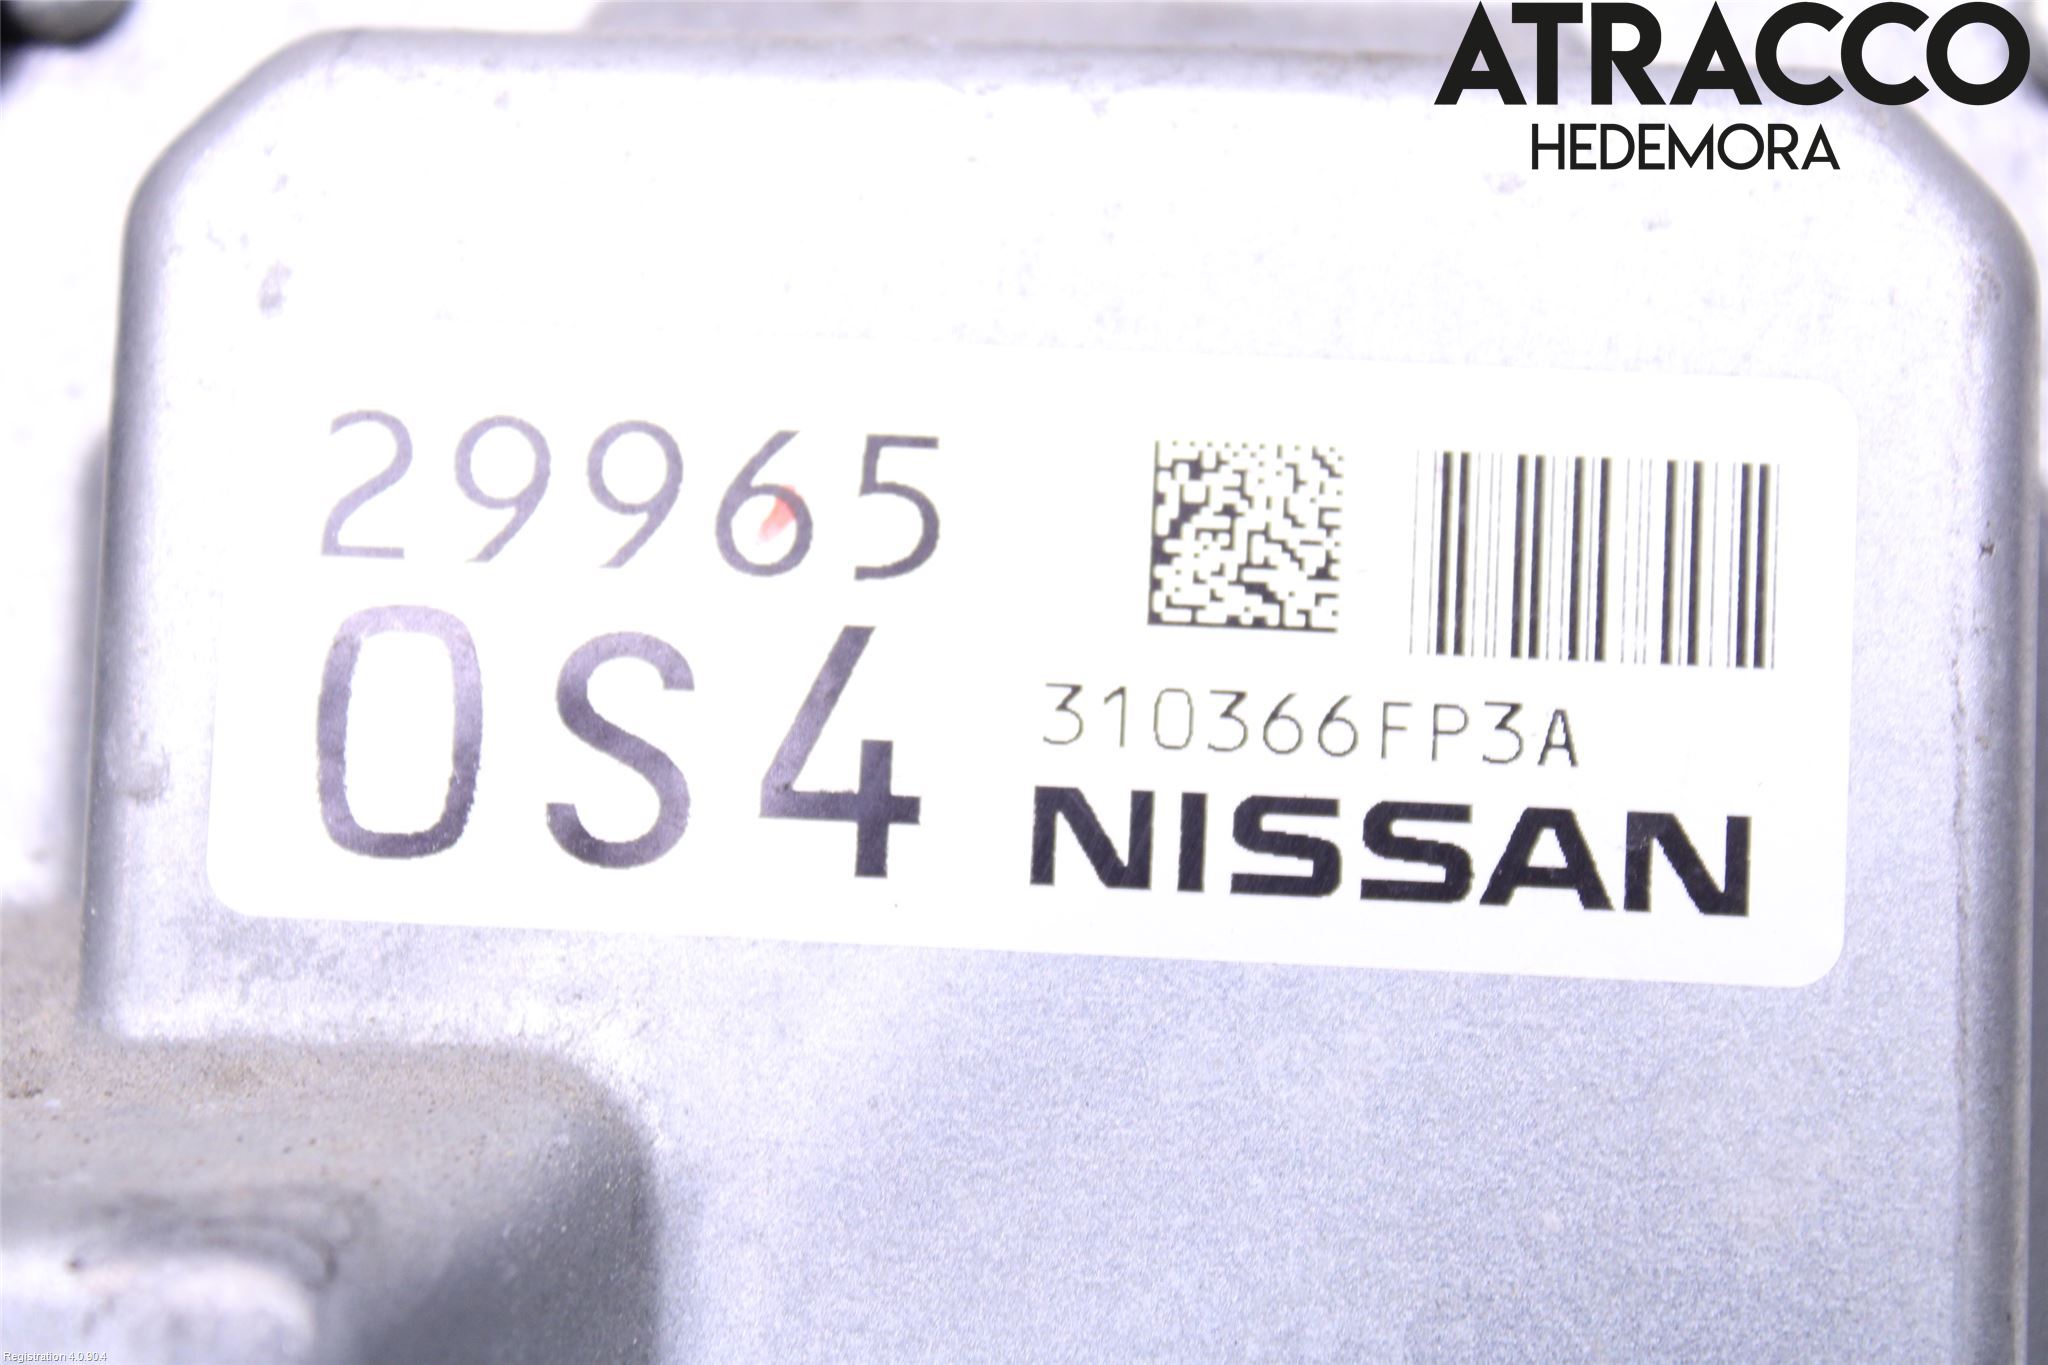 ATRACCO
HEDEMORA
29965
0S4
310366FP3A
NISSAN
Registration 4.0.90.4